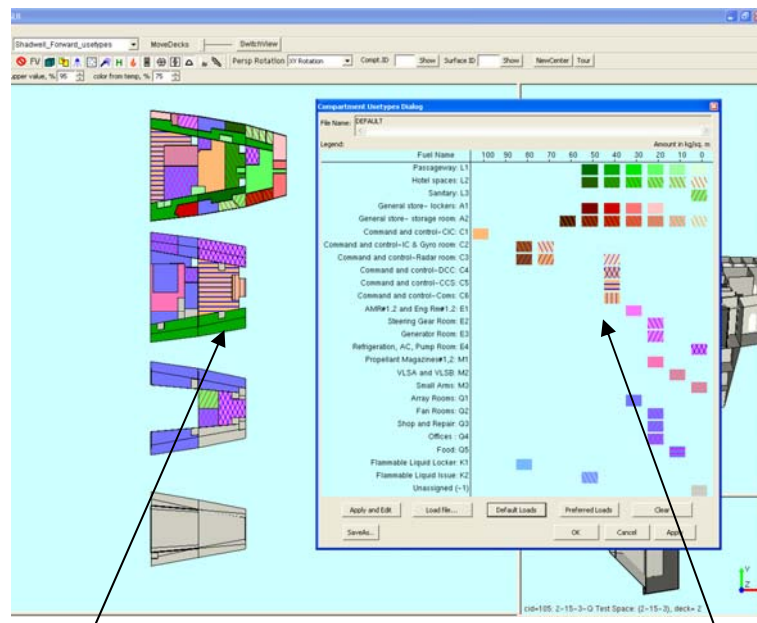 Shadwell_Forward_usetypes MoveDecks SwitchView
FV H Persp Rotation XY Rotation Compt.ID Show Surface ID Show NewCenter Tour
upper value, % 95 color from temp, % 75
Compartment Usetypes Dialog
File Name: DEFAULT
Legend: Amount in kg/sq. m
Fuel Name 100 90 80 70 60 50 40 30 20 10 0
Passageway: L1
Hotel spaces: L2
Sanitary: L3
General store- lockers: A1
General store- storage room: A2
Command and control-CIC: C1
Command and control-IC & Gyro room: C2
Command and control-Radar room: C3
Command and control-DCC: C4
Command and control-CCS: C5
Command and control-Coms: C6
AMR#1,2 and Eng Rm#1,2: E1
Steering Gear Room: E2
Generator Room: E3
Refrigeration, AC, Pump Room: E4
Propellant Magazines#1,2: M1
VLSA and VLSB: M2
Small Arms: M3
Array Rooms: Q1
Fan Rooms: Q2
Shop and Repair: Q3
Offices : Q4
Food: Q5
Flammable Liquid Locker: K1
Flammable Liquid Issue: K2
Unassigned (-1)
Apply and Edit Load file... Default Loads Preferred Loads Clear
SaveAs... OK Cancel Apply
Y
Z
cid=105: 2-15-3-Q Test Space: (2-15-3), deck= 2